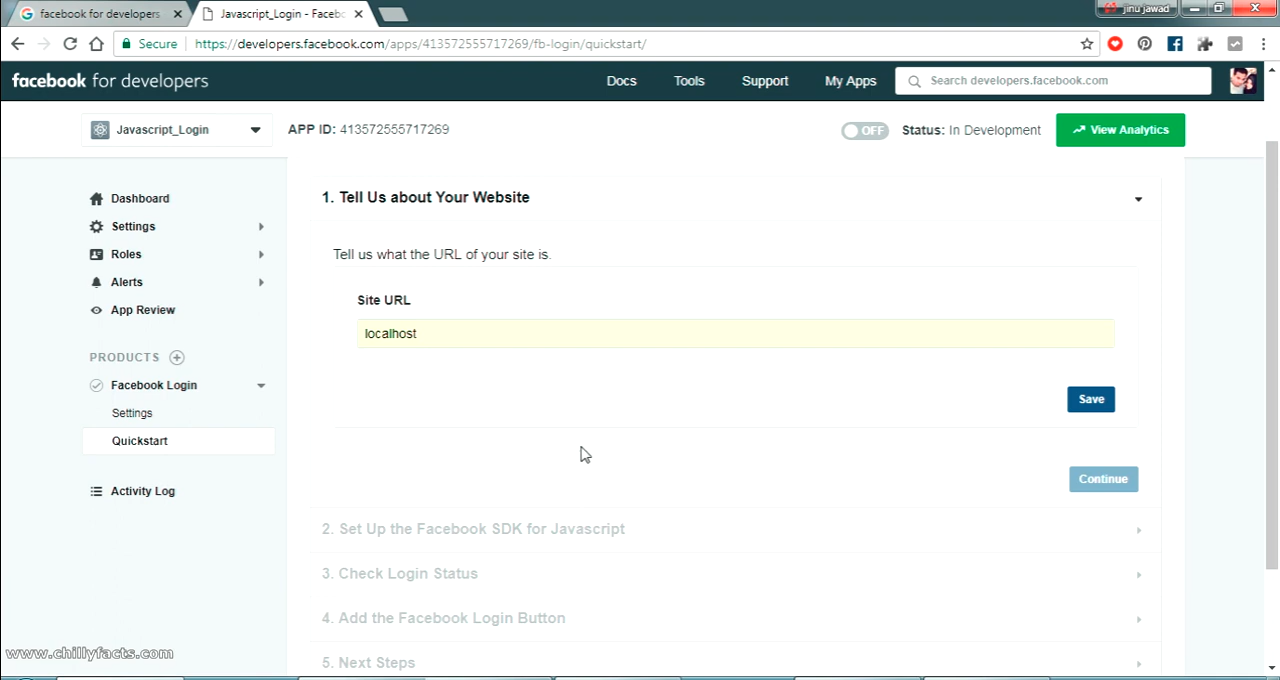 facebook for developers
Javascript_Login - Faceb
jinu jawad
Secure
https://developers.facebook.com/apps/413572555717269/fb-login/quickstart/
facebook for developers
Docs
Tools
Support
My Apps
Search developers.facebook.com
Javascript_Login
APP ID: 413572555717269
OFF
Status: In Development
View Analytics
Dashboard
Settings
Roles
Alerts
App Review
PRODUCTS
Facebook Login
Settings
Quickstart
Activity Log
1. Tell Us about Your Website
Tell us what the URL of your site is.
Site URL
localhost
Save
Continue
2. Set Up the Facebook SDK for Javascript
3. Check Login Status
4. Add the Facebook Login Button
5. Next Steps
www.chillyfacts.com